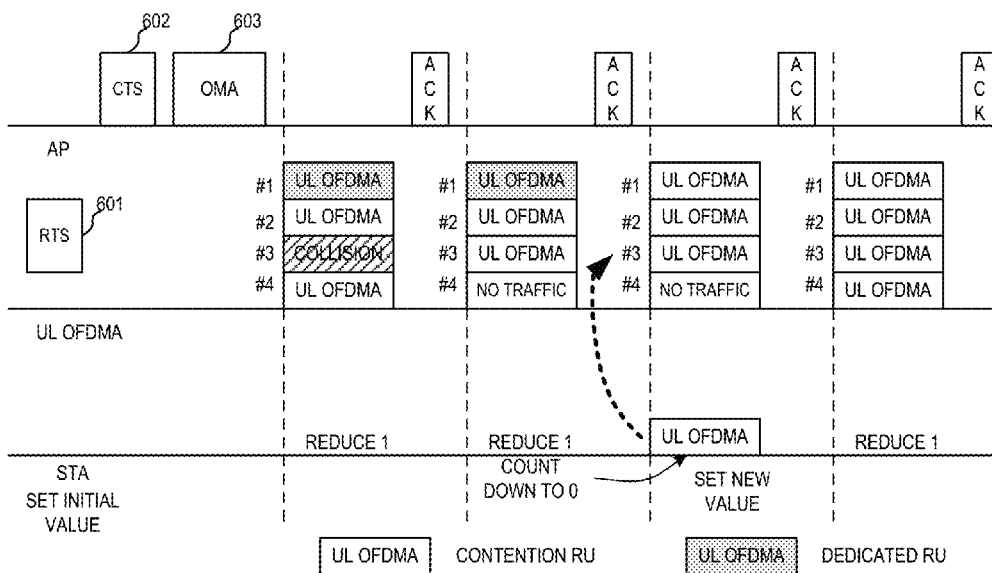 602
603
CTS
OMA
A
C
K
A
C
K
A
C
K
A
C
K
AP
601
RTS
#1 UL OFDMA #1 UL OFDMA #1 UL OFDMA #1 UL OFDMA
#2 UL OFDMA #2 UL OFDMA #2 UL OFDMA #2 UL OFDMA
#3 COLLISION #3 UL OFDMA #3 UL OFDMA #3 UL OFDMA
#4 UL OFDMA #4 NO TRAFFIC #4 NO TRAFFIC #4 UL OFDMA
UL OFDMA
REDUCE 1 REDUCE 1 UL OFDMA REDUCE 1
STA
SET INITIAL
VALUE
COUNT
DOWN TO 0
SET NEW
VALUE
UL OFDMA CONTENTION RU UL OFDMA DEDICATED RU